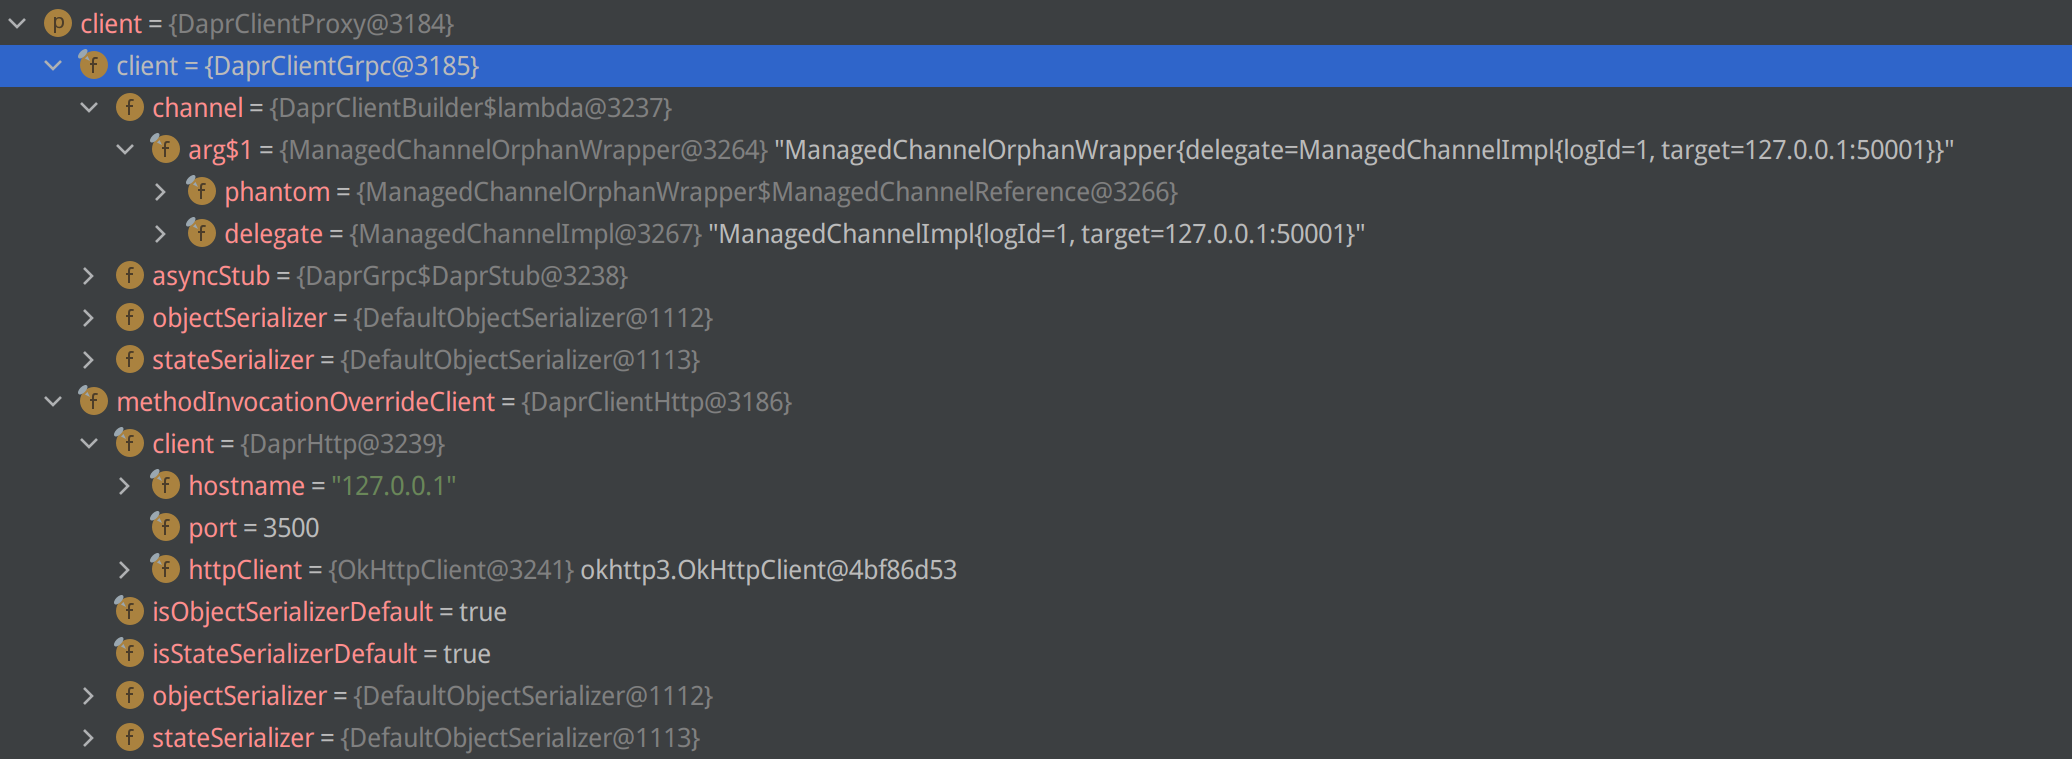 p client = {DaprClientProxy@3184}
f client = {DaprClientGrpc@3185}
f channel = {DaprClientBuilder$lambda@3237}
f arg$1 = {ManagedChannelOrphanWrapper@3264} "ManagedChannelOrphanWrapper{delegate=ManagedChannelImpl{logId=1, target=127.0.0.1:50001}}"
f phantom = {ManagedChannelOrphanWrapper$ManagedChannelReference@3266}
f delegate = {ManagedChannelImpl@3267} "ManagedChannelImpl{logId=1, target=127.0.0.1:50001}"
f asyncStub = {DaprGrpc$DaprStub@3238}
f objectSerializer = {DefaultObjectSerializer@1112}
f stateSerializer = {DefaultObjectSerializer@1113}
f methodInvocationOverrideClient = {DaprClientHttp@3186}
f client = {DaprHttp@3239}
f hostname = "127.0.0.1"
f port = 3500
f httpClient = {OkHttpClient@3241} okhttp3.OkHttpClient@4bf86d53
f isObjectSerializerDefault = true
f isStateSerializerDefault = true
f objectSerializer = {DefaultObjectSerializer@1112}
f stateSerializer = {DefaultObjectSerializer@1113}